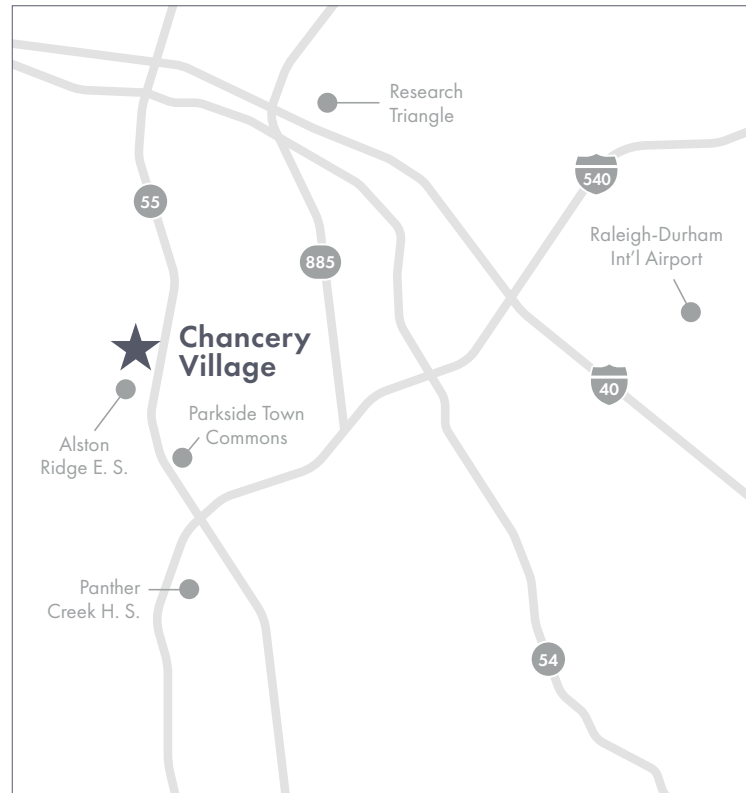 Research
Triangle
540
55
Raleigh-Durham
Int’l Airport
885
Chancery
Village
40
Parkside Town
Commons
Alston
Ridge E. S.
Panther
Creek H. S.
54